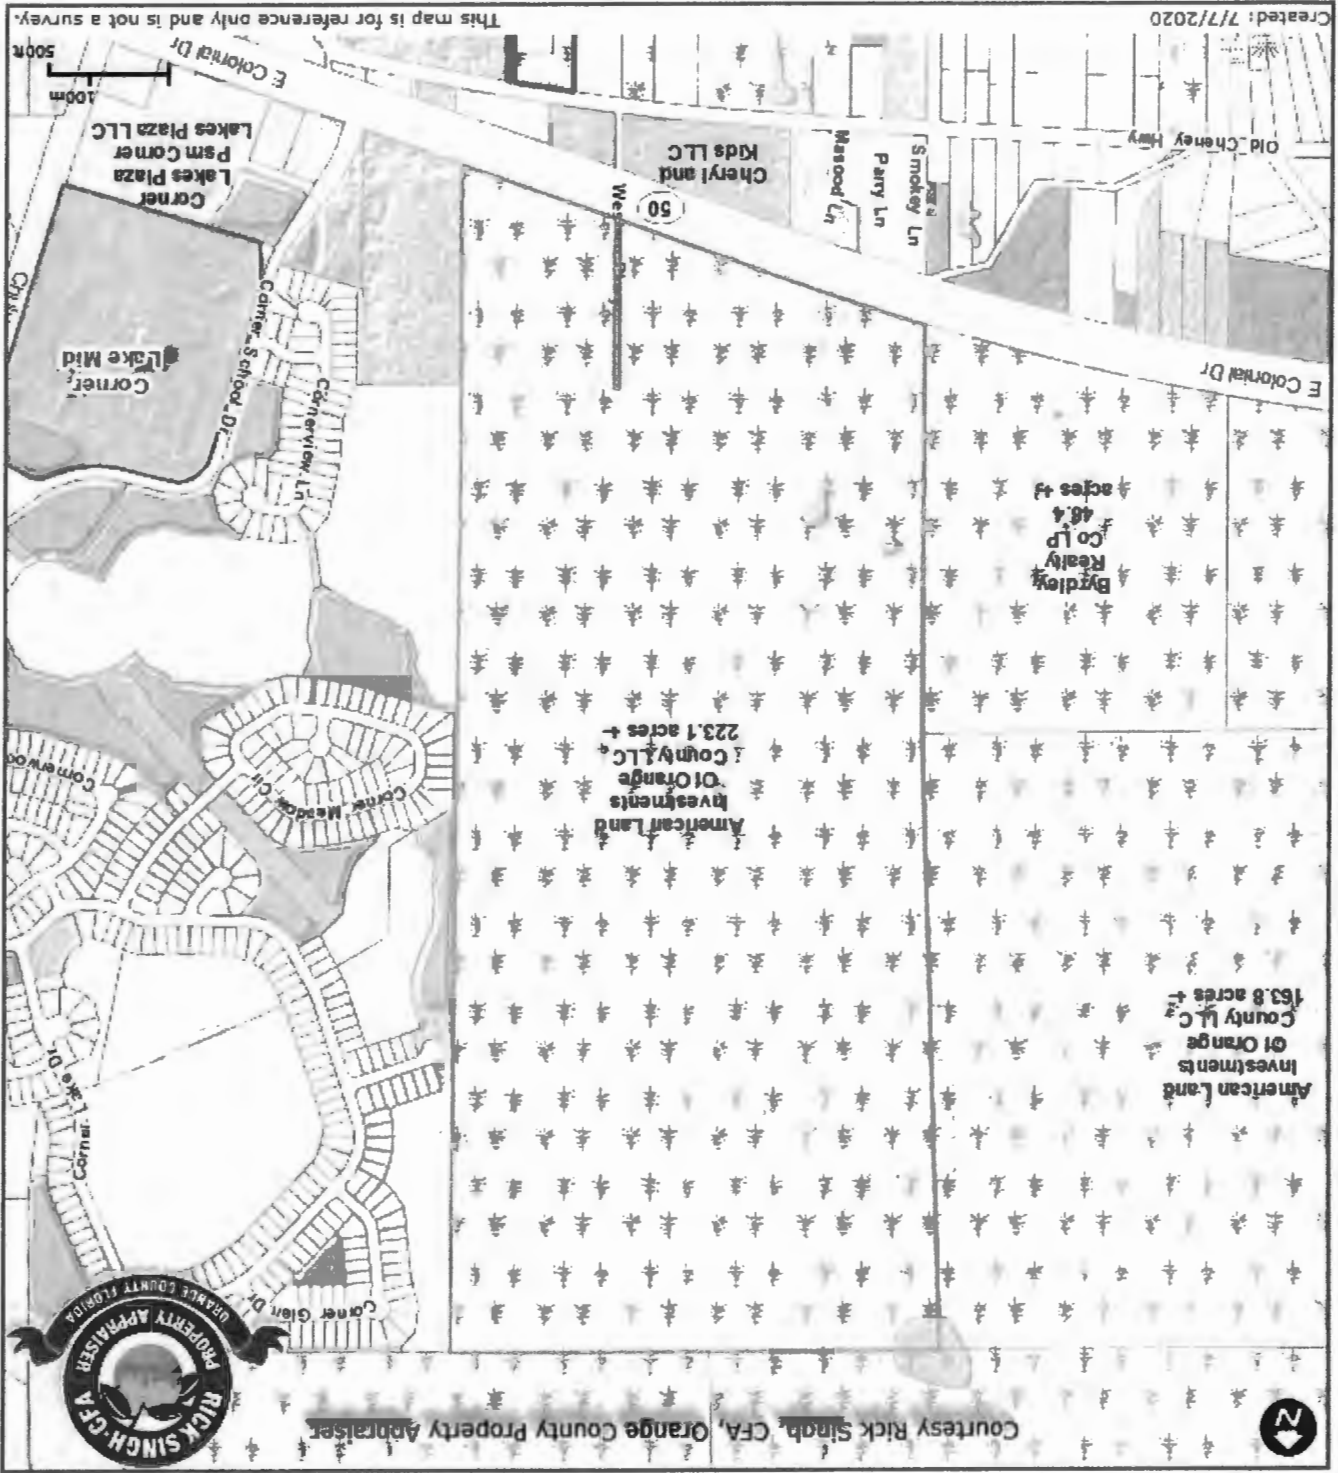 Courtesy Rick Singh, CFA, Orange County Property Appraiser
N
RICK SINGH, CFA
PROPERTY APPRAISER
ORANGE COUNTY FLORIDA
Corner Glen Dr
American Land
Investments
Of Orange
County LLC
163.8 acres +-
Corner Lake Dr
American Land
Investments
Of Orange
County LLC
223.1 acres +-
Corner Meadow Cir
Cornerwoo
Byrdley
Realty
Co LP
46.4
acres +-
Cornerview Ln
Corner School Dr
Corner
Lake Mid
E Colonial Dr
50
Smokey Ln
Parry Ln
Masood Ln
Cheryl and
Kids LLC
Corner
Lakes Plaza
Psm Corner
Lakes Plaza LLC
Old Cheney Hwy
E Colonial Dr
100m
500ft
Created: 7/7/2020
This map is for reference only and is not a survey.